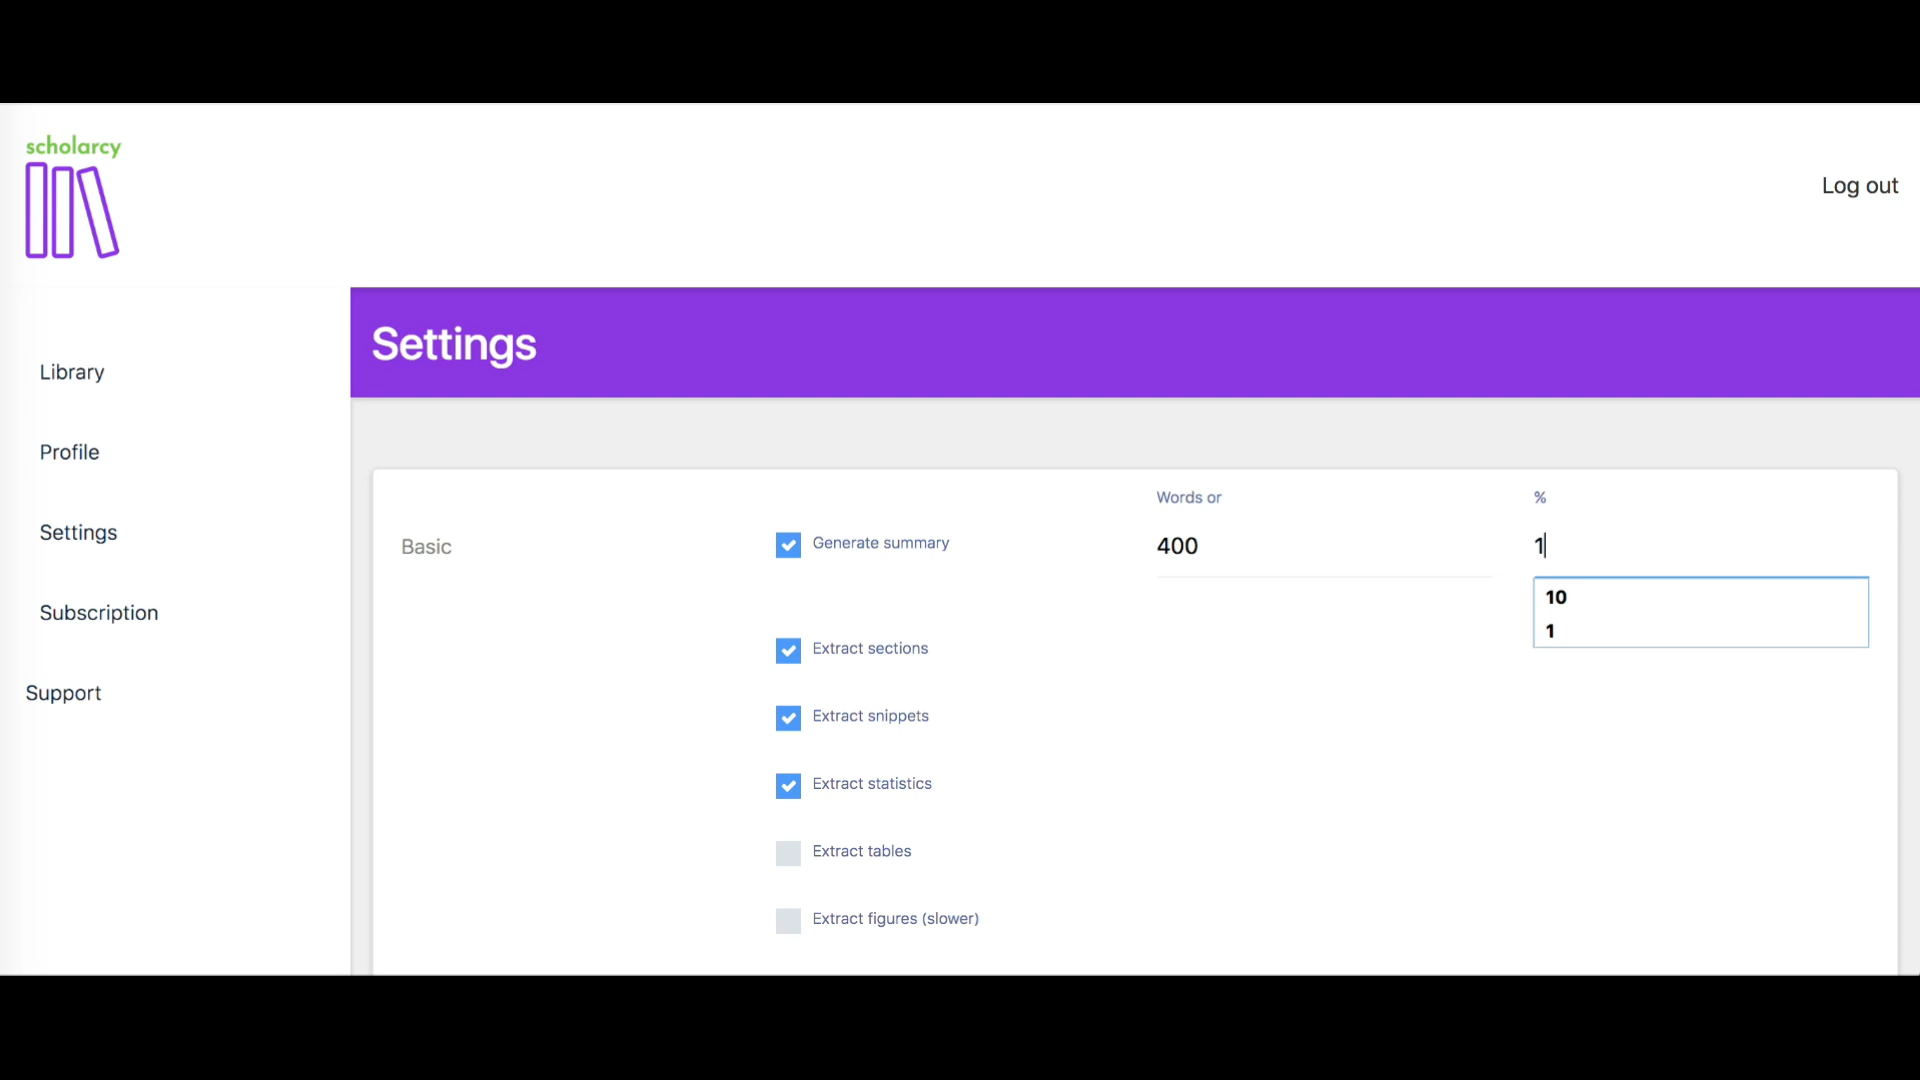 scholarcy
Log out
Settings
Library
Profile
Settings
Subscription
Support
Words or
%
Basic
Generate summary
400
1
10
1
Extract sections
Extract snippets
Extract statistics
Extract tables
Extract figures (slower)